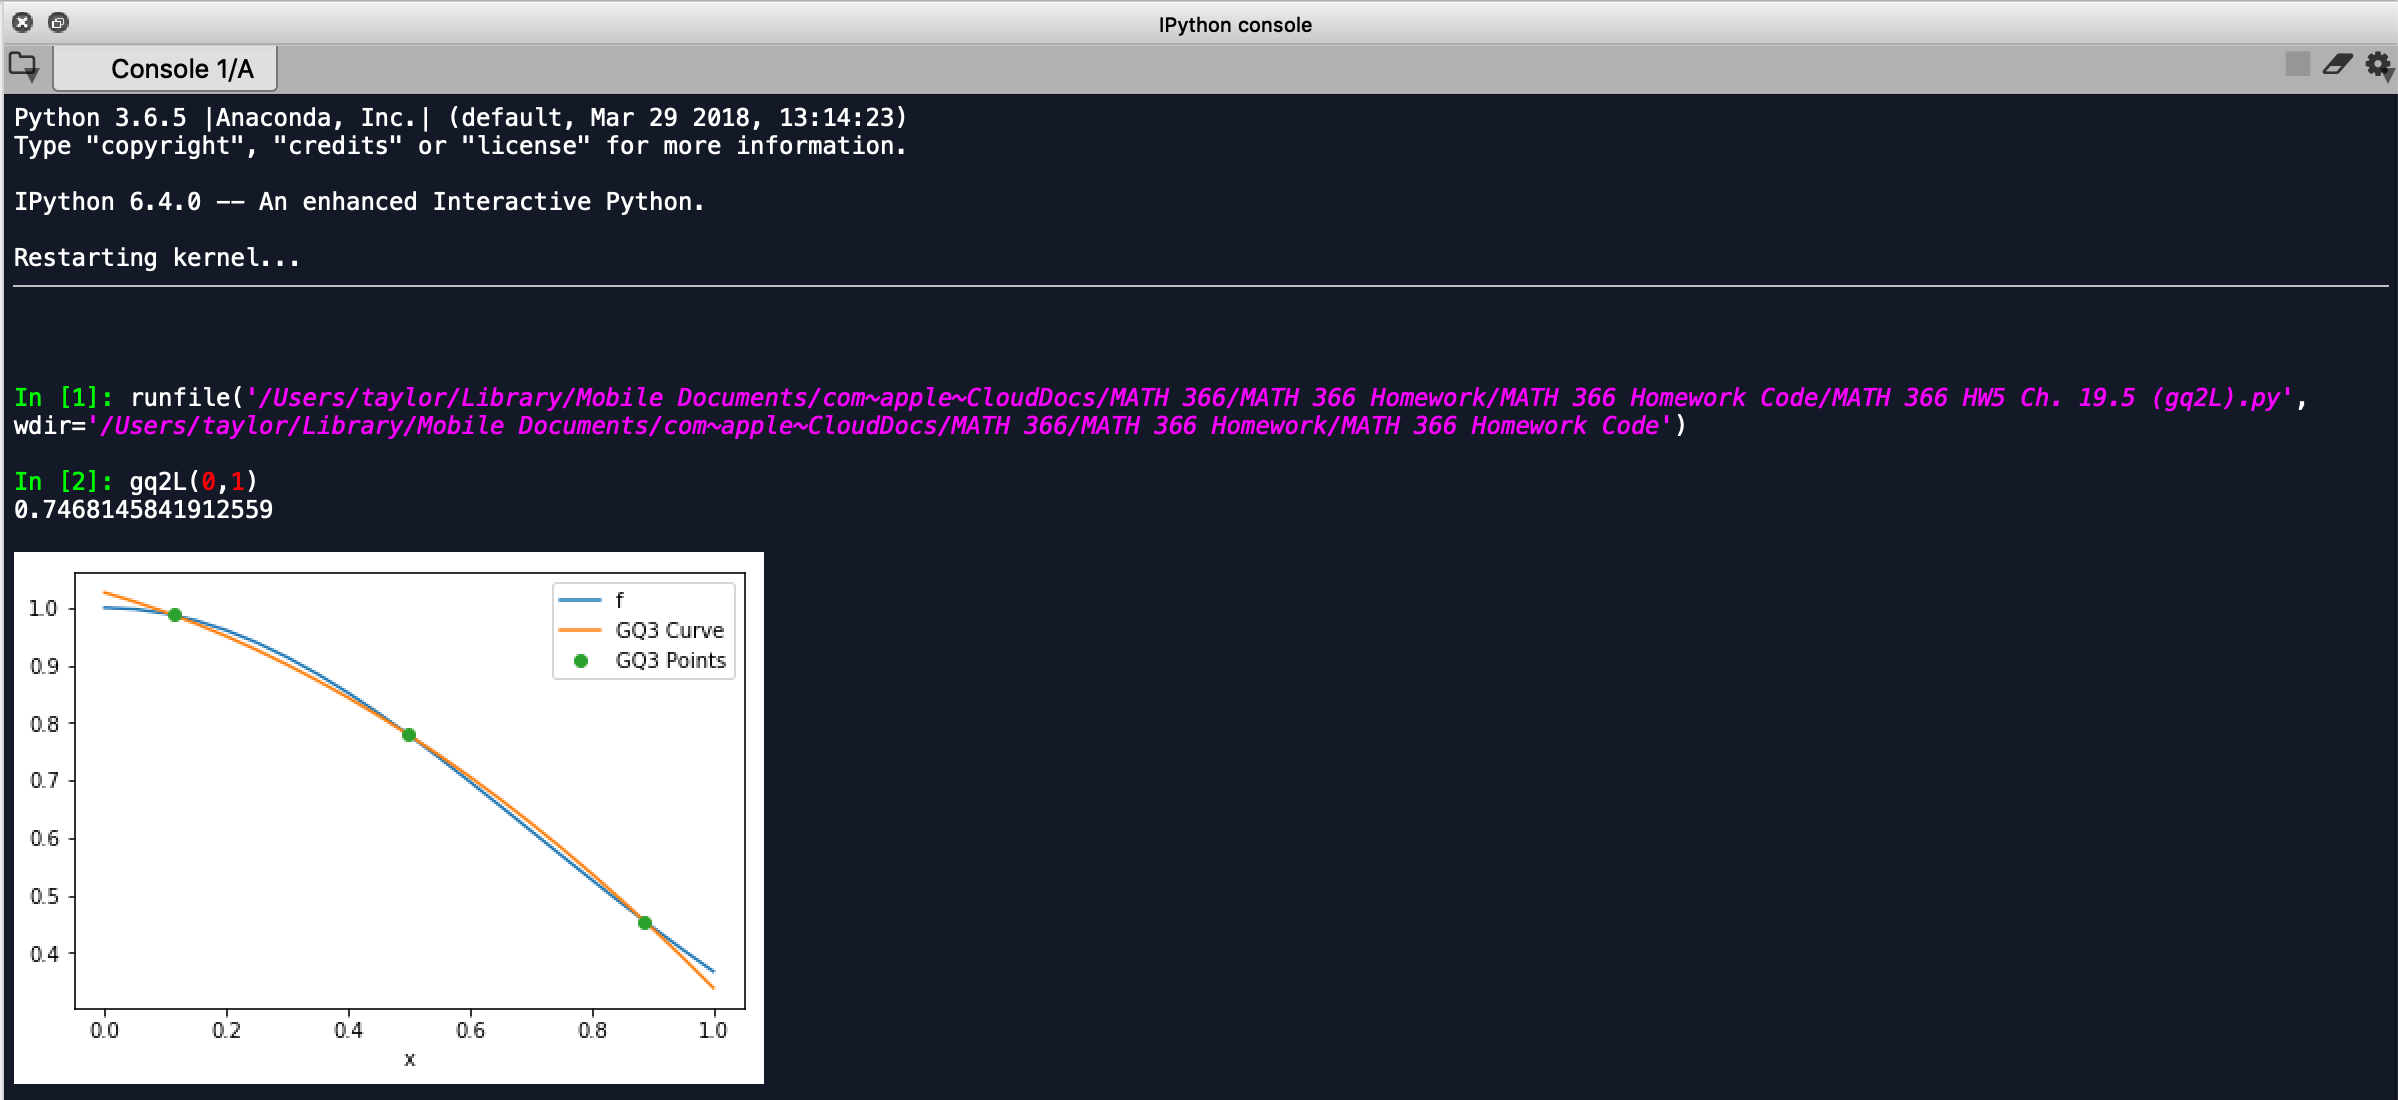 IPython console
Console 1/A
Python 3.6.5 |Anaconda, Inc.| (default, Mar 29 2018, 13:14:23)
Type "copyright", "credits" or "license" for more information.
IPython 6.4.0 -- An enhanced Interactive Python.
Restarting kernel...
In [1]: runfile('/Users/taylor/Library/Mobile Documents/com~apple~CloudDocs/MATH 366/MATH 366 Homework/MATH 366 Homework Code/MATH 366 HW5 Ch. 19.5 (gq2L).py',
wdir='/Users/taylor/Library/Mobile Documents/com~apple~CloudDocs/MATH 366/MATH 366 Homework/MATH 366 Homework Code')
In [2]: gq2L(0,1)
0.7468145841912559
f
GQ3 Curve
GQ3 Points
1.0
0.9
0.8
0.7
0.6
0.5
0.4
0.0 0.2 0.4 0.6 0.8 1.0
x